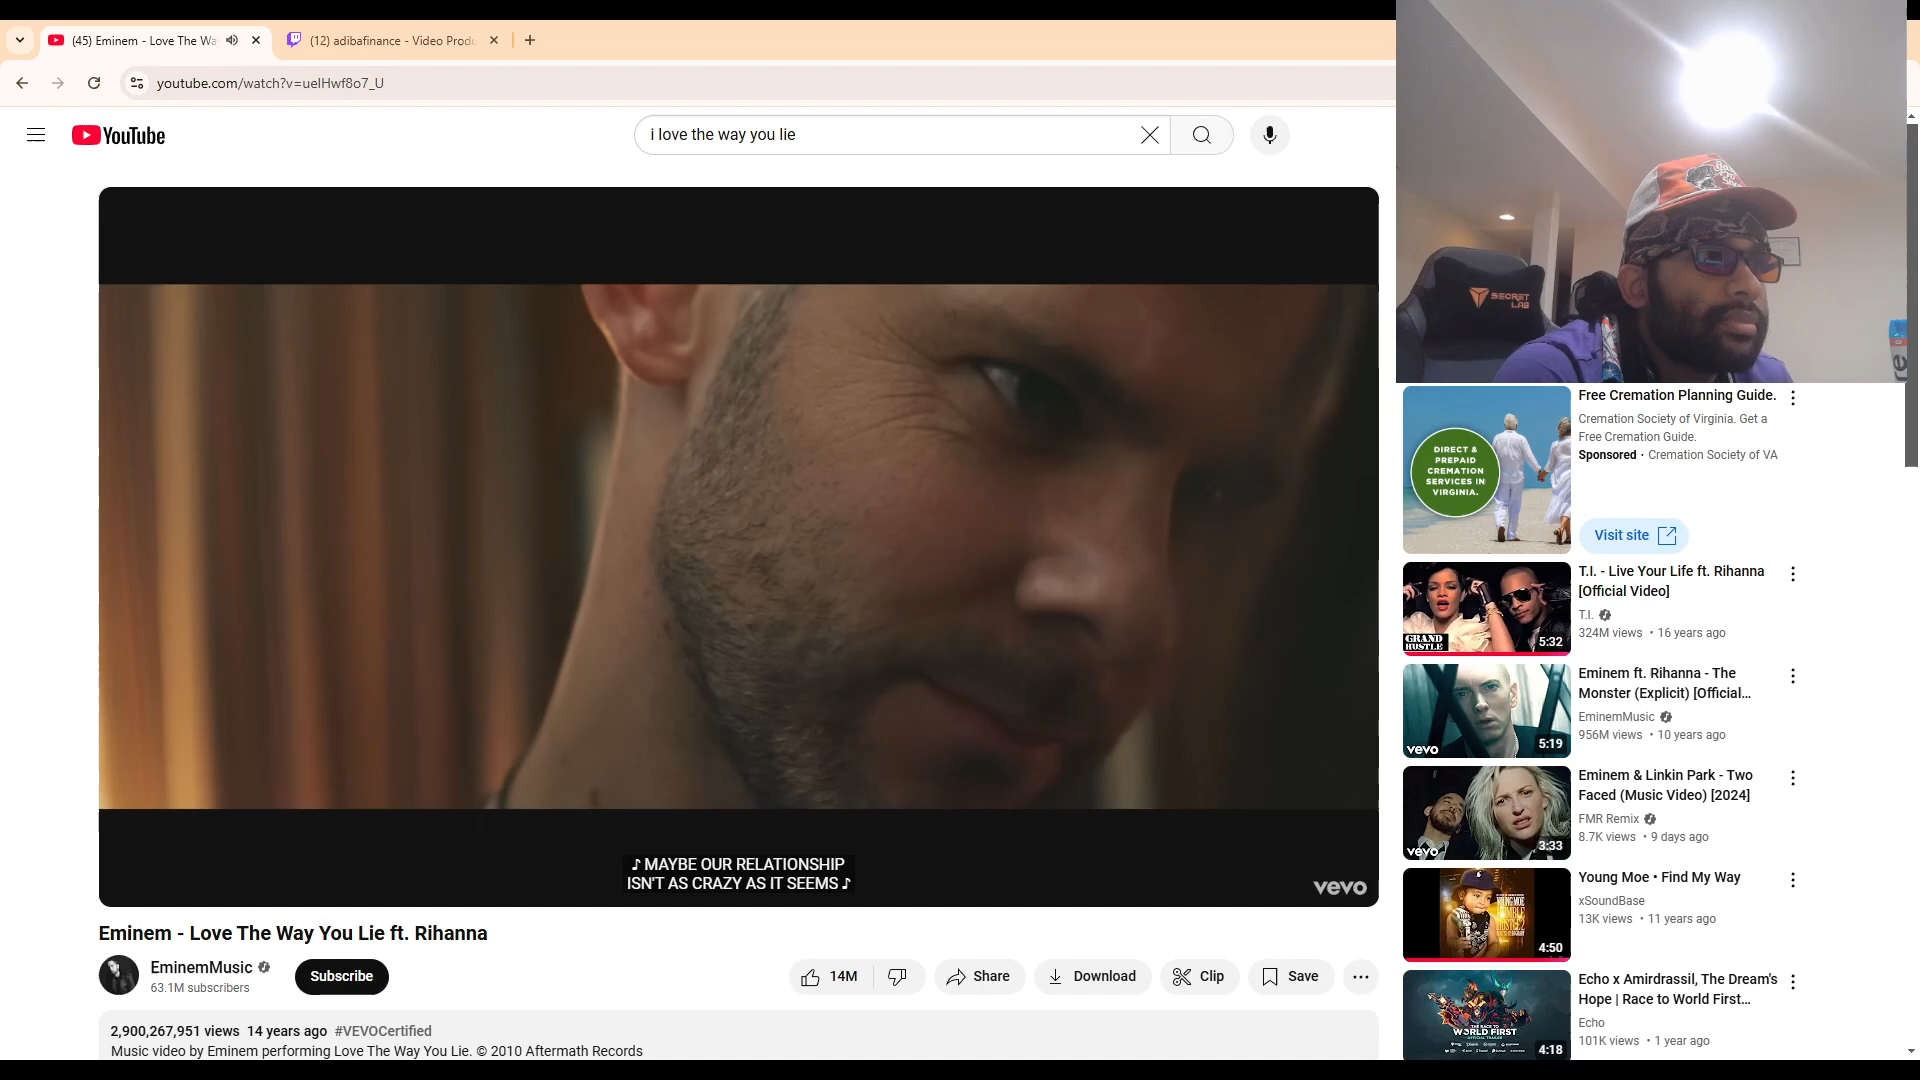 (45) Eminem - Love The Wa
(12) adibafinance - Video Produ
youtube.com/watch?v=uelHwf8o7_U
YouTube
i love the way you lie
SECRET
LAB
♪ MAYBE OUR RELATIONSHIP
ISN'T AS CRAZY AS IT SEEMS ♪
vevo
Eminem - Love The Way You Lie ft. Rihanna
EminemMusic
63.1M subscribers
Subscribe
14M
Share
Download
Clip
Save
2,900,267,951 views 14 years ago #VEVOCertified
Music video by Eminem performing Love The Way You Lie. © 2010 Aftermath Records
DIRECT &
PREPAID
CREMATION
SERVICES IN
VIRGINIA.
Free Cremation Planning Guide.
Cremation Society of Virginia. Get a
Free Cremation Guide.
Sponsored · Cremation Society of VA
Visit site
GRAND
HUSTLE
5:32
T.I. - Live Your Life ft. Rihanna
[Official Video]
T.I.
324M views • 16 years ago
vevo
5:19
Eminem ft. Rihanna - The
Monster (Explicit) [Official...
EminemMusic
956M views • 10 years ago
vevo
3:33
Eminem & Linkin Park - Two
Faced (Music Video) [2024]
FMR Remix
8.7K views • 9 days ago
YOUNG MOE
HUMBLE
HUSTLE 2
4:50
Young Moe • Find My Way
xSoundBase
13K views • 11 years ago
THE RACE TO
WORLD FIRST
4:18
Echo x Amirdrassil, The Dream's
Hope | Race to World First...
Echo
101K views • 1 year ago